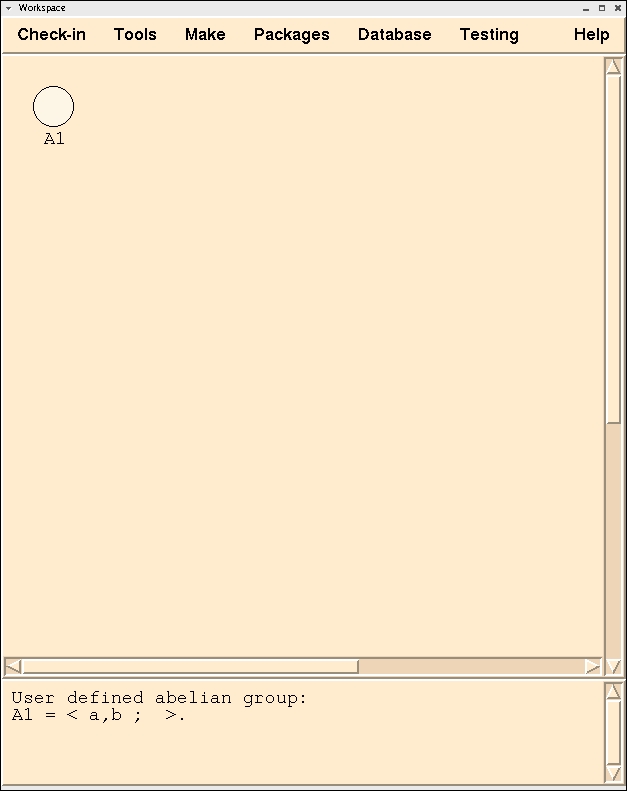 Workspace
Check-in Tools Make Packages Database Testing Help
A1
User defined abelian group:
A1 = < a,b ;  >.